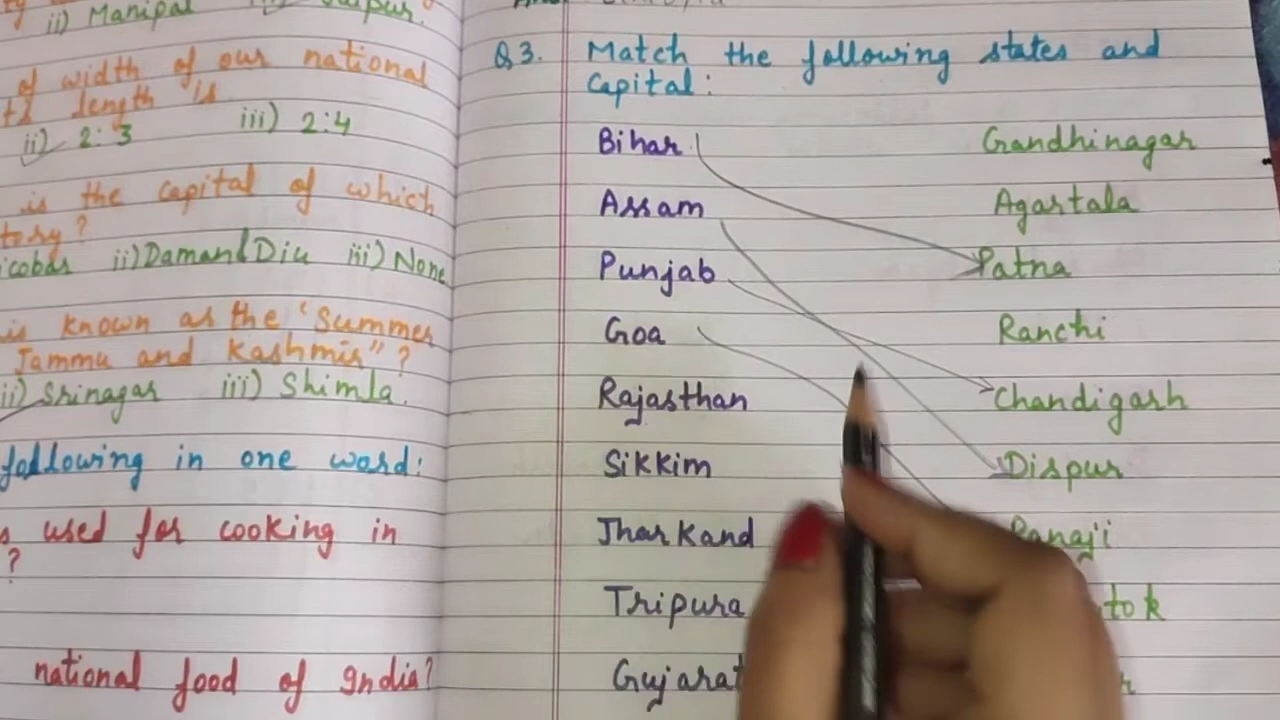 ii) Manipal
of width of our national
length is
ii) 2:3 iii) 2:4
is the capital of which
tory?
icobar ii) Daman & Diu iii) None
is known as the "Summer
Jammu and Kashmir"?
ii) Srinagar iii) Shimla.
following in one word:
used for cooking in
?
national food of India?
Q3. Match the following states and
Capital:
Bihar Gandhinagar
Assam Agartala
Punjab Patna
Goa Ranchi
Rajasthan Chandigarh
Sikkim Dispur
Jharkand Panaji
Tripura tok
Gujarat